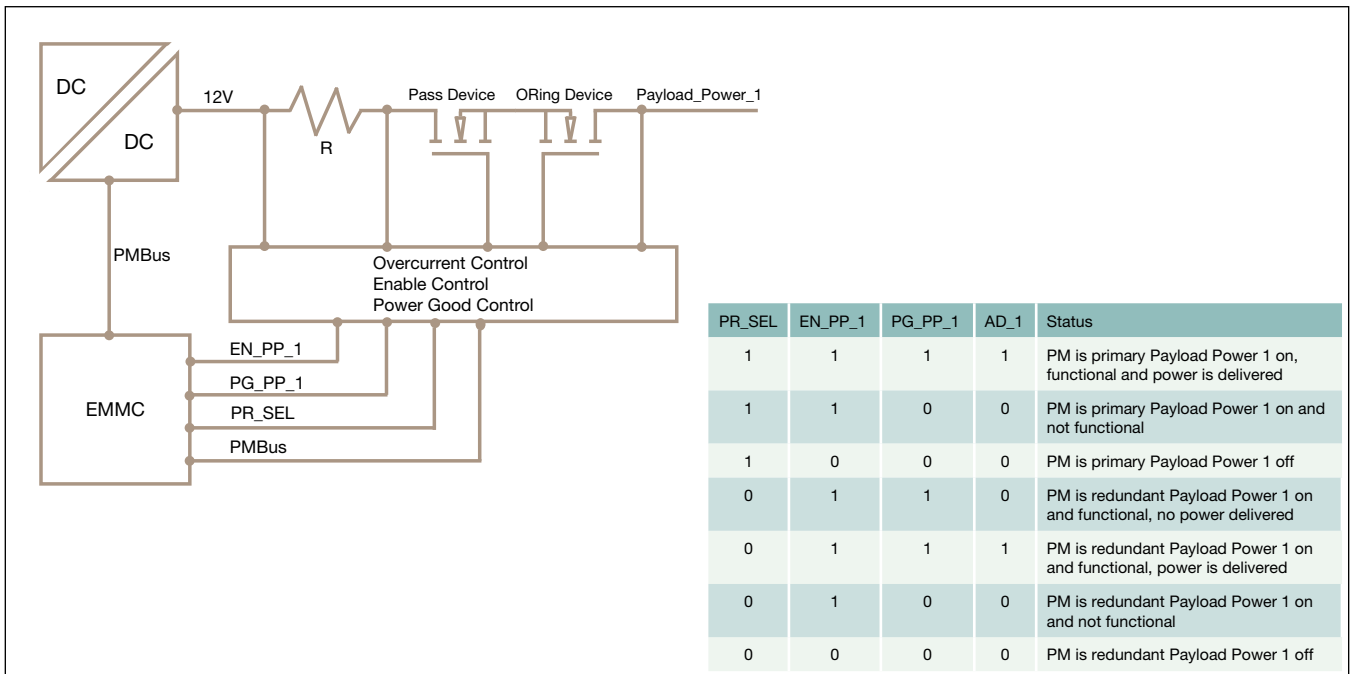 DC
DC
12V
R
Pass Device
ORing Device
Payload_Power_1
PMBus
Overcurrent Control
Enable Control
Power Good Control
EMMC
EN_PP_1
PG_PP_1
PR_SEL
PMBus
PR_SEL EN_PP_1 PG_PP_1 AD_1 Status
1 1 1 1 PM is primary Payload Power 1 on,
functional and power is delivered
1 1 0 0 PM is primary Payload Power 1 on and
not functional
1 0 0 0 PM is primary Payload Power 1 off
0 1 1 0 PM is redundant Payload Power 1 on
and functional, no power delivered
0 1 1 1 PM is redundant Payload Power 1 on
and functional, power is delivered
0 1 0 0 PM is redundant Payload Power 1 on
and not functional
0 0 0 0 PM is redundant Payload Power 1 off